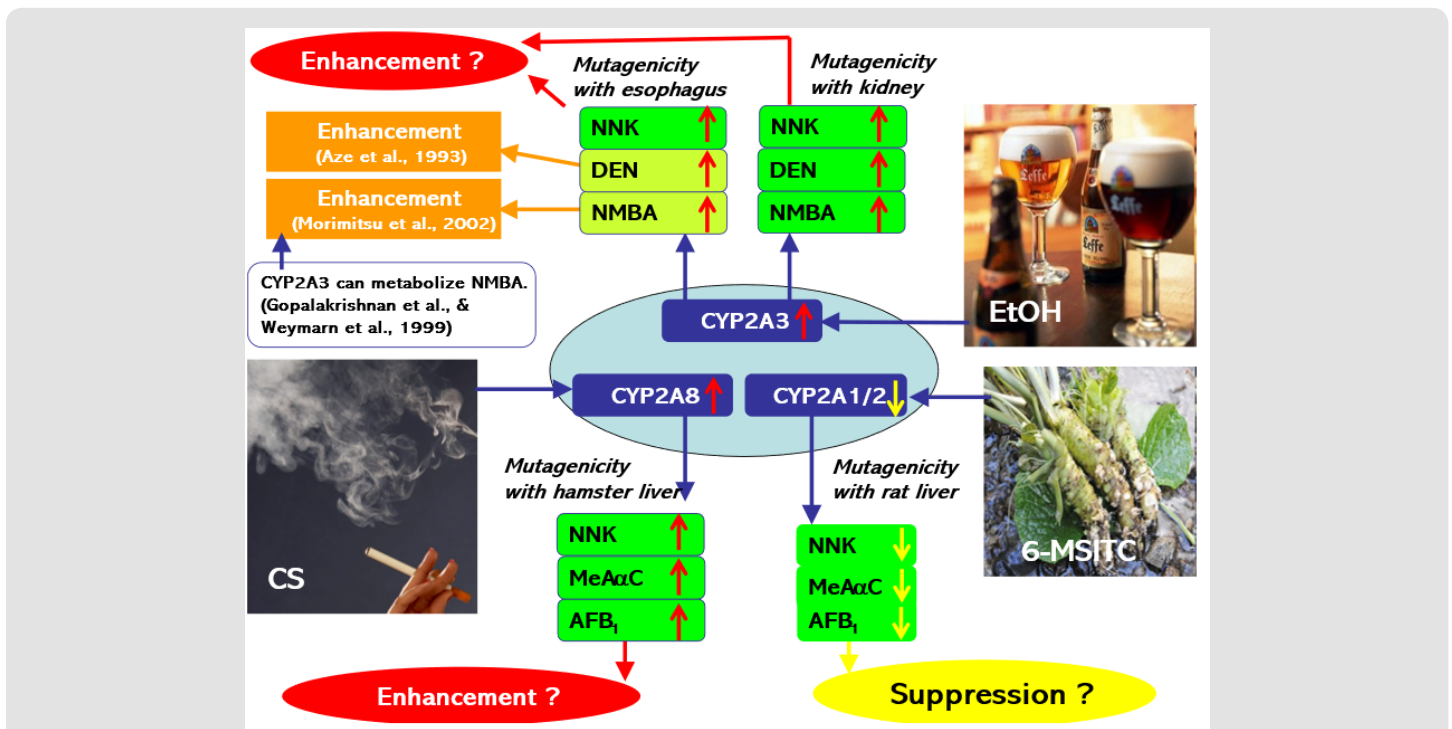 Enhancement ?
Mutagenicity
with esophagus
Mutagenicity
with kidney
Enhancement
(Aze et al., 1993)
Enhancement
(Morimitsu et al., 2002)
NNK
DEN
NMBA
NNK
DEN
NMBA
Leffe
Leffe
Leffe
EtOH
CYP2A3 can metabolize NMBA.
(Gopalakrishnan et al., &
Weymarn et al., 1999)
CYP2A3
CYP2A8
CYP2A1/2
CS
6-MSITC
Mutagenicity
with hamster liver
Mutagenicity
with rat liver
NNK
MeAαC
AFB₁
NNK
MeAαC
AFB₁
Enhancement ?
Suppression ?